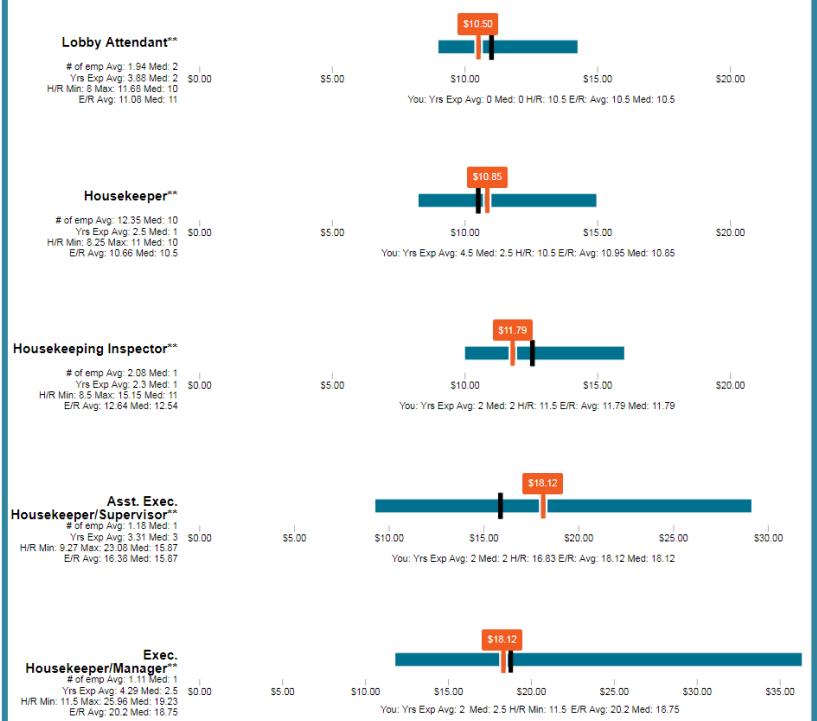 $10.50
Lobby Attendant**
# of emp Avg: 1.94 Med: 2
Yrs Exp Avg: 3.88 Med: 2
H/R Min: 8 Max: 11.68 Med: 10
E/R Avg: 11.08 Med: 11
$0.00 $5.00 $10.00 $15.00 $20.00
You: Yrs Exp Avg: 0 Med: 0 H/R: 10.5 E/R: Avg: 10.5 Med: 10.5
$10.85
Housekeeper**
# of emp Avg: 12.35 Med: 10
Yrs Exp Avg: 2.5 Med: 1
H/R Min: 8.25 Max: 11 Med: 10
E/R Avg: 10.66 Med: 10.5
$0.00 $5.00 $10.00 $15.00 $20.00
You: Yrs Exp Avg: 4.5 Med: 2.5 H/R: 10.5 E/R: Avg: 10.95 Med: 10.85
$11.79
Housekeeping Inspector**
# of emp Avg: 2.08 Med: 1
Yrs Exp Avg: 2.3 Med: 1
H/R Min: 8.5 Max: 15.15 Med: 11
E/R Avg: 12.64 Med: 12.54
$0.00 $5.00 $10.00 $15.00 $20.00
You: Yrs Exp Avg: 2 Med: 2 H/R: 11.5 E/R: Avg: 11.79 Med: 11.79
$18.12
Asst. Exec.
Housekeeper/Supervisor**
# of emp Avg: 1.18 Med: 1
Yrs Exp Avg: 3.31 Med: 3
H/R Min: 9.27 Max: 23.08 Med: 15.87
E/R Avg: 16.38 Med: 15.87
$0.00 $5.00 $10.00 $15.00 $20.00 $25.00 $30.00
You: Yrs Exp Avg: 2 Med: 2 H/R: 16.83 E/R: Avg: 18.12 Med: 18.12
$18.12
Exec.
Housekeeper/Manager**
# of emp Avg: 1.11 Med: 1
Yrs Exp Avg: 4.29 Med: 2.5
H/R Min: 11.5 Max: 25.96 Med: 19.23
E/R Avg: 20.2 Med: 18.75
$0.00 $5.00 $10.00 $15.00 $20.00 $25.00 $30.00 $35.00
You: Yrs Exp Avg: 2 Med: 2.5 H/R Min: 11.5 E/R Avg: 20.2 Med: 18.75